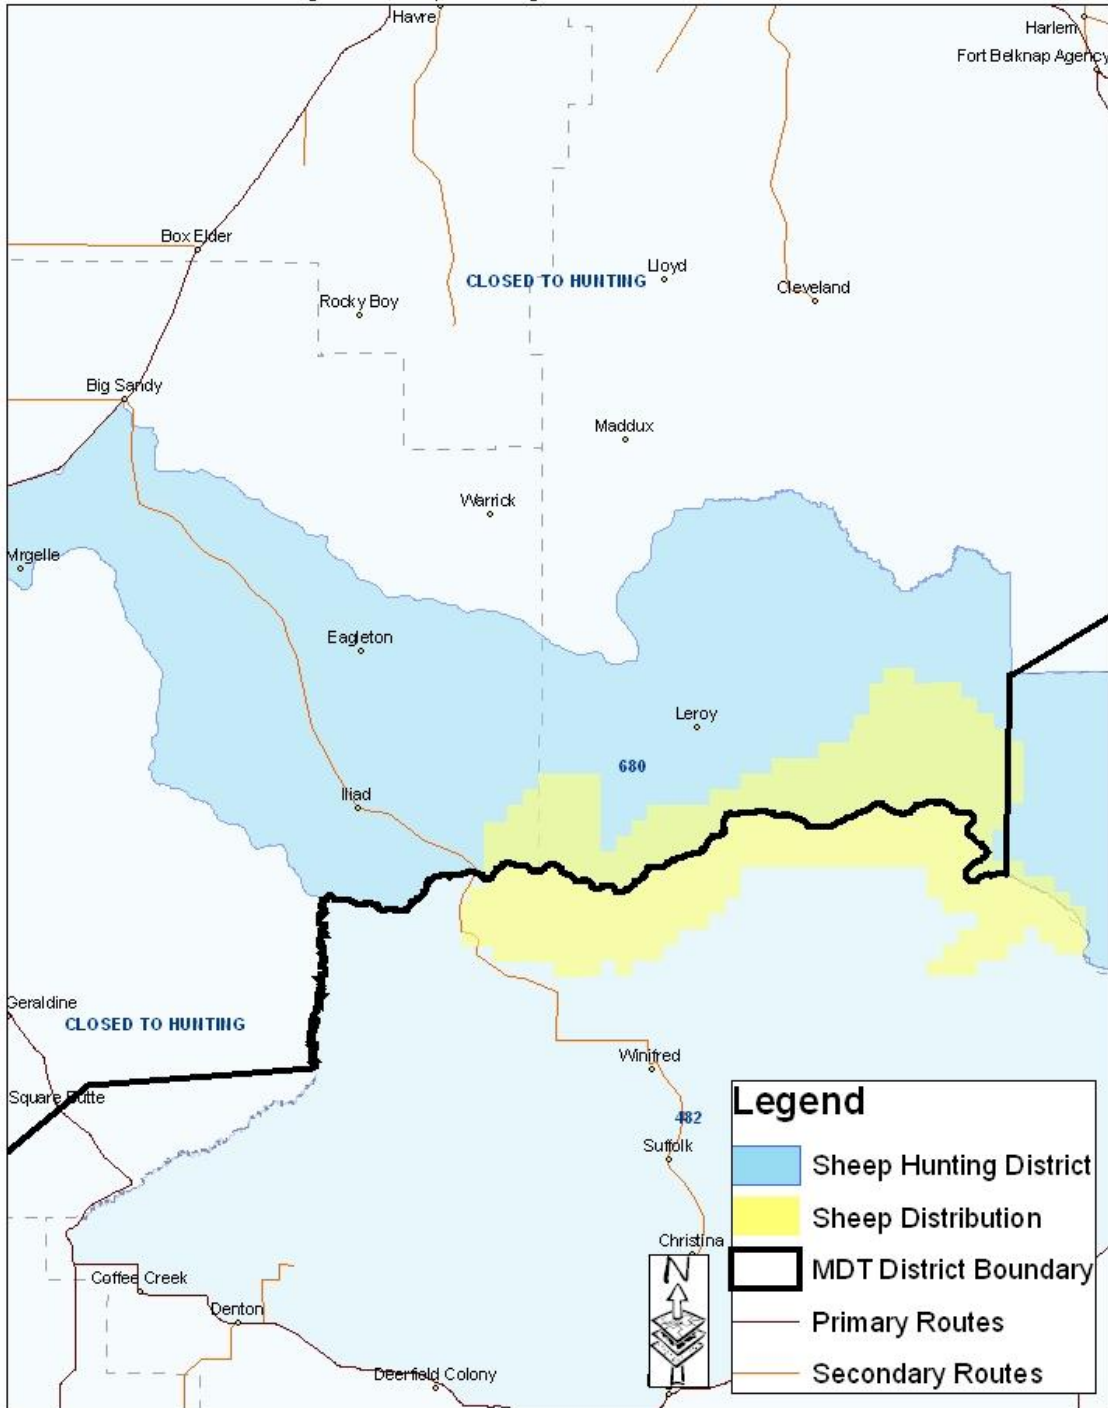 Havre
Harlem
Fort Belknap Agency
Box Elder
Lloyd
CLOSED TO HUNTING
Cleveland
Rocky Boy
Big Sandy
Maddux
Warrick
Virgelle
Eagleton
Leroy
680
Iliad
Geraldine
CLOSED TO HUNTING
Winifred
Square Butte
482
Suffolk
Christina
Coffee Creek
Denton
Deerfield Colony
Legend
Sheep Hunting District
Sheep Distribution
MDT District Boundary
Primary Routes
Secondary Routes
N